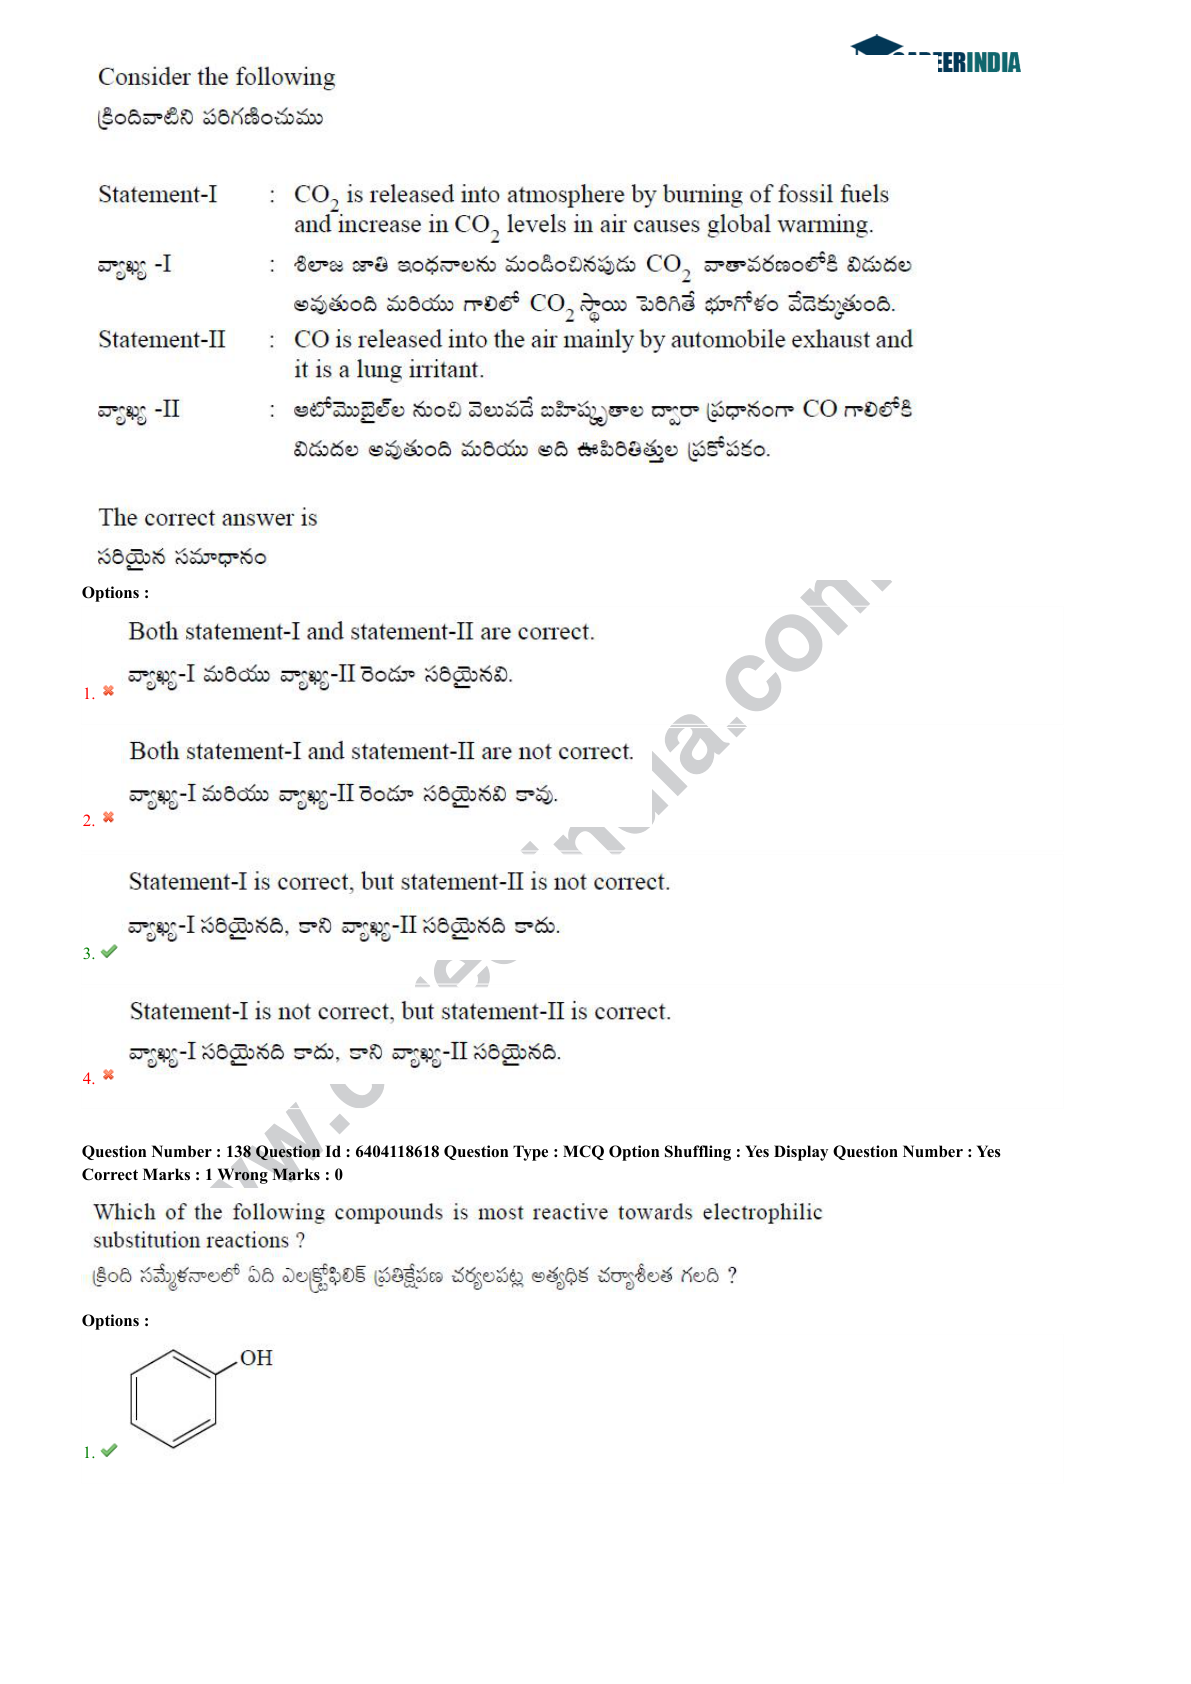 EERINDIA
Consider the following
క్రిందివాటిని పరిగణించుము
Statement-I : CO2 is released into atmosphere by burning of fossil fuels
and increase in CO2 levels in air causes global warming.
వ్యాఖ్య -I : శిలాజ జాతి ఇంధనాలను మండించినపుడు CO2 వాతావరణంలోకి విడుదల
అవుతుంది మరియు గాలిలో CO2 స్థాయి పెరిగితే భూగోళం వేడెక్కుతుంది.
Statement-II : CO is released into the air mainly by automobile exhaust and
it is a lung irritant.
వ్యాఖ్య -II : ఆటోమొబైల్‌ల నుంచి వెలువడే బహిష్కృతాల ద్వారా ప్రధానంగా CO గాలిలోకి
విడుదల అవుతుంది మరియు అది ఊపిరితిత్తుల ప్రకోపకం.
The correct answer is
సరియైన సమాధానం
Options :
Both statement-I and statement-II are correct.
వ్యాఖ్య-I మరియు వ్యాఖ్య-II రెండూ సరియైనవి.
1.
Both statement-I and statement-II are not correct.
వ్యాఖ్య-I మరియు వ్యాఖ్య-II రెండూ సరియైనవి కావు.
2.
Statement-I is correct, but statement-II is not correct.
వ్యాఖ్య-I సరియైనది, కాని వ్యాఖ్య-II సరియైనది కాదు.
3.
Statement-I is not correct, but statement-II is correct.
వ్యాఖ్య-I సరియైనది కాదు, కాని వ్యాఖ్య-II సరియైనది.
4.
Question Number : 138 Question Id : 6404118618 Question Type : MCQ Option Shuffling : Yes Display Question Number : Yes
Correct Marks : 1 Wrong Marks : 0
Which of the following compounds is most reactive towards electrophilic
substitution reactions ?
క్రింది సమ్మేళనాలలో ఏది ఎలక్ట్రోఫిలిక్ ప్రతిక్షేపణ చర్యలపట్ల అత్యధిక చర్యాశీలత గలది ?
Options :
OH
1.